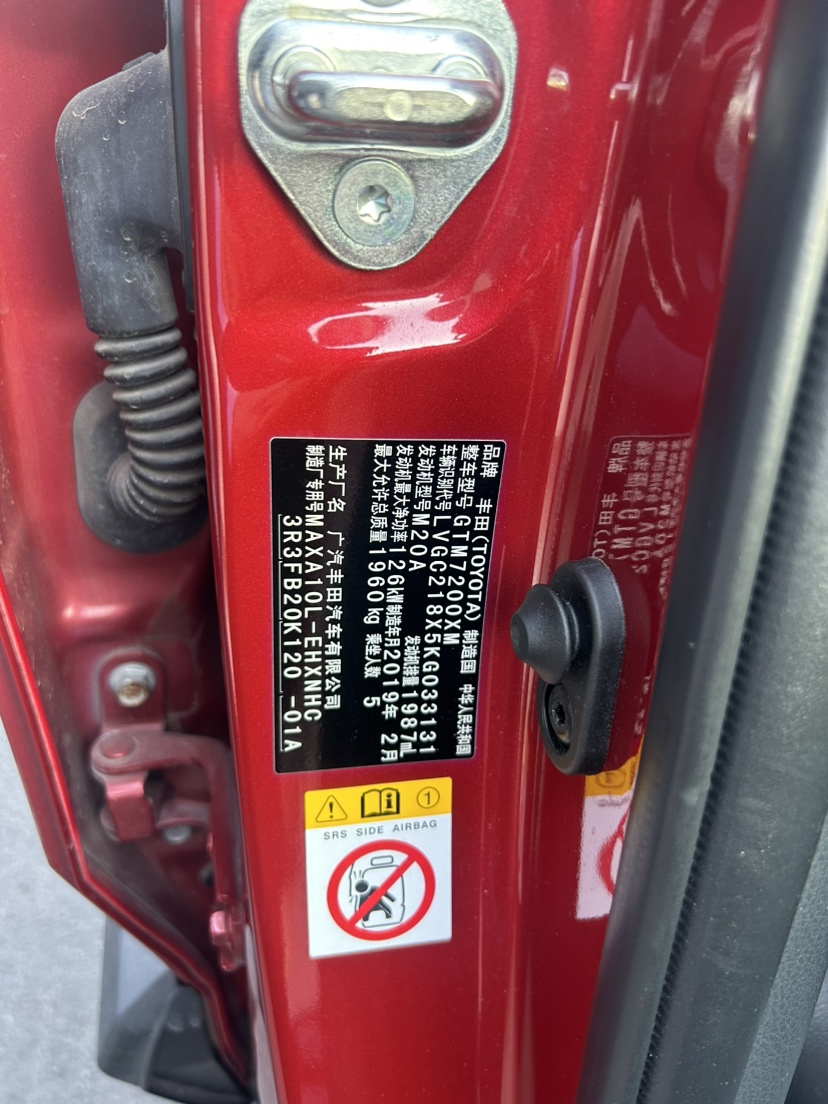 品牌 丰田(TOYOTA) 制造国 中华人民共和国
整车型号 GTM7200XM
车辆识别代号 LVGC218X5KG033131
发动机型号 M20A 发动机排量 1987mL
发动机最大净功率 126kW 制造年月 2019年 2月
最大允许总质量 1960kg 乘坐人数 5
生产厂名 广汽丰田汽车有限公司
制造厂专用号 MAXA10L-EHXNHC
3R3FB20K120 -01A
SRS SIDE AIRBAG